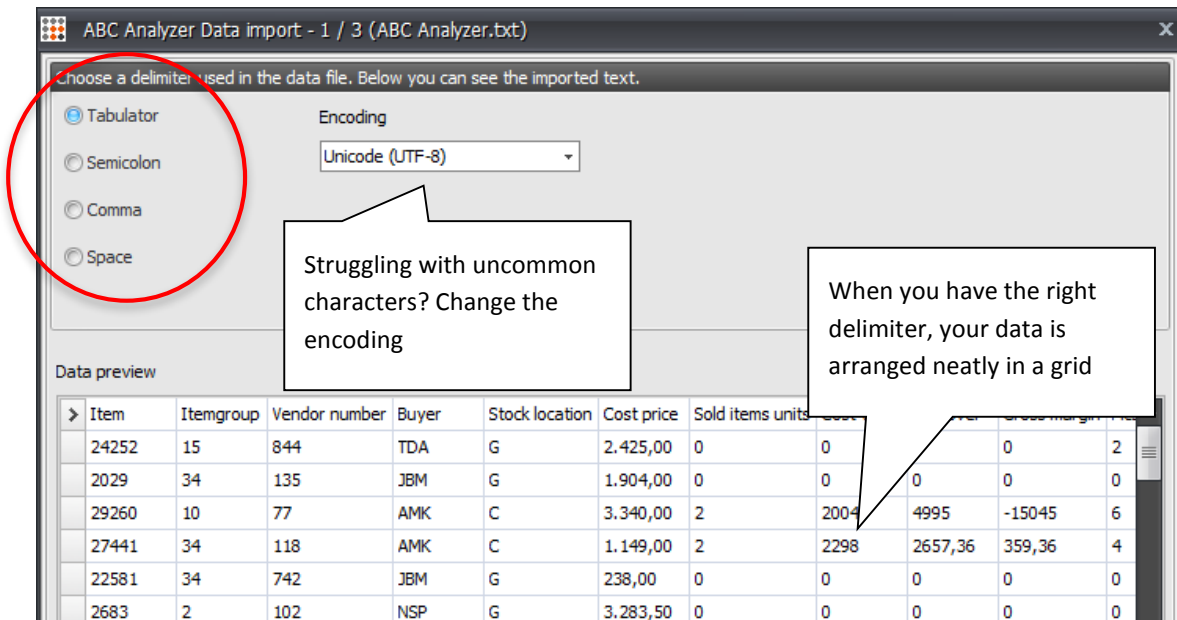 ABC Analyzer Data import - 1 / 3 (ABC Analyzer.txt)
x
Choose a delimiter used in the data file. Below you can see the imported text.
Tabulator
Encoding
Unicode (UTF-8)
Semicolon
Comma
Space
Struggling with uncommon
characters? Change the
encoding
When you have the right
delimiter, your data is
arranged neatly in a grid
Data preview
> Item Itemgroup Vendor number Buyer Stock location Cost price Sold items units
24252 15 844 TDA G 2.425,00 0 0 0 2
2029 34 135 JBM G 1.904,00 0 0 0 0 0
29260 10 77 AMK C 3.340,00 2 2004 4995 -15045 6
27441 34 118 AMK C 1.149,00 2 2298 2657,36 359,36 4
22581 34 742 JBM G 238,00 0 0 0 0 0
2683 2 102 NSP G 3.283,50 0 0 0 0 0